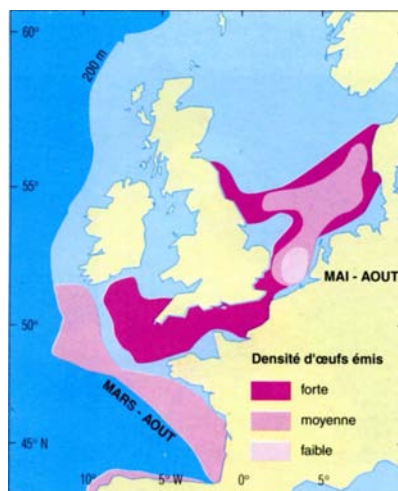 60°
200 m
55°
MAI - AOUT
50°
Densité d'œufs émis
forte
MARS - AOUT
moyenne
faible
45° N
10°
5° W
0°
5°